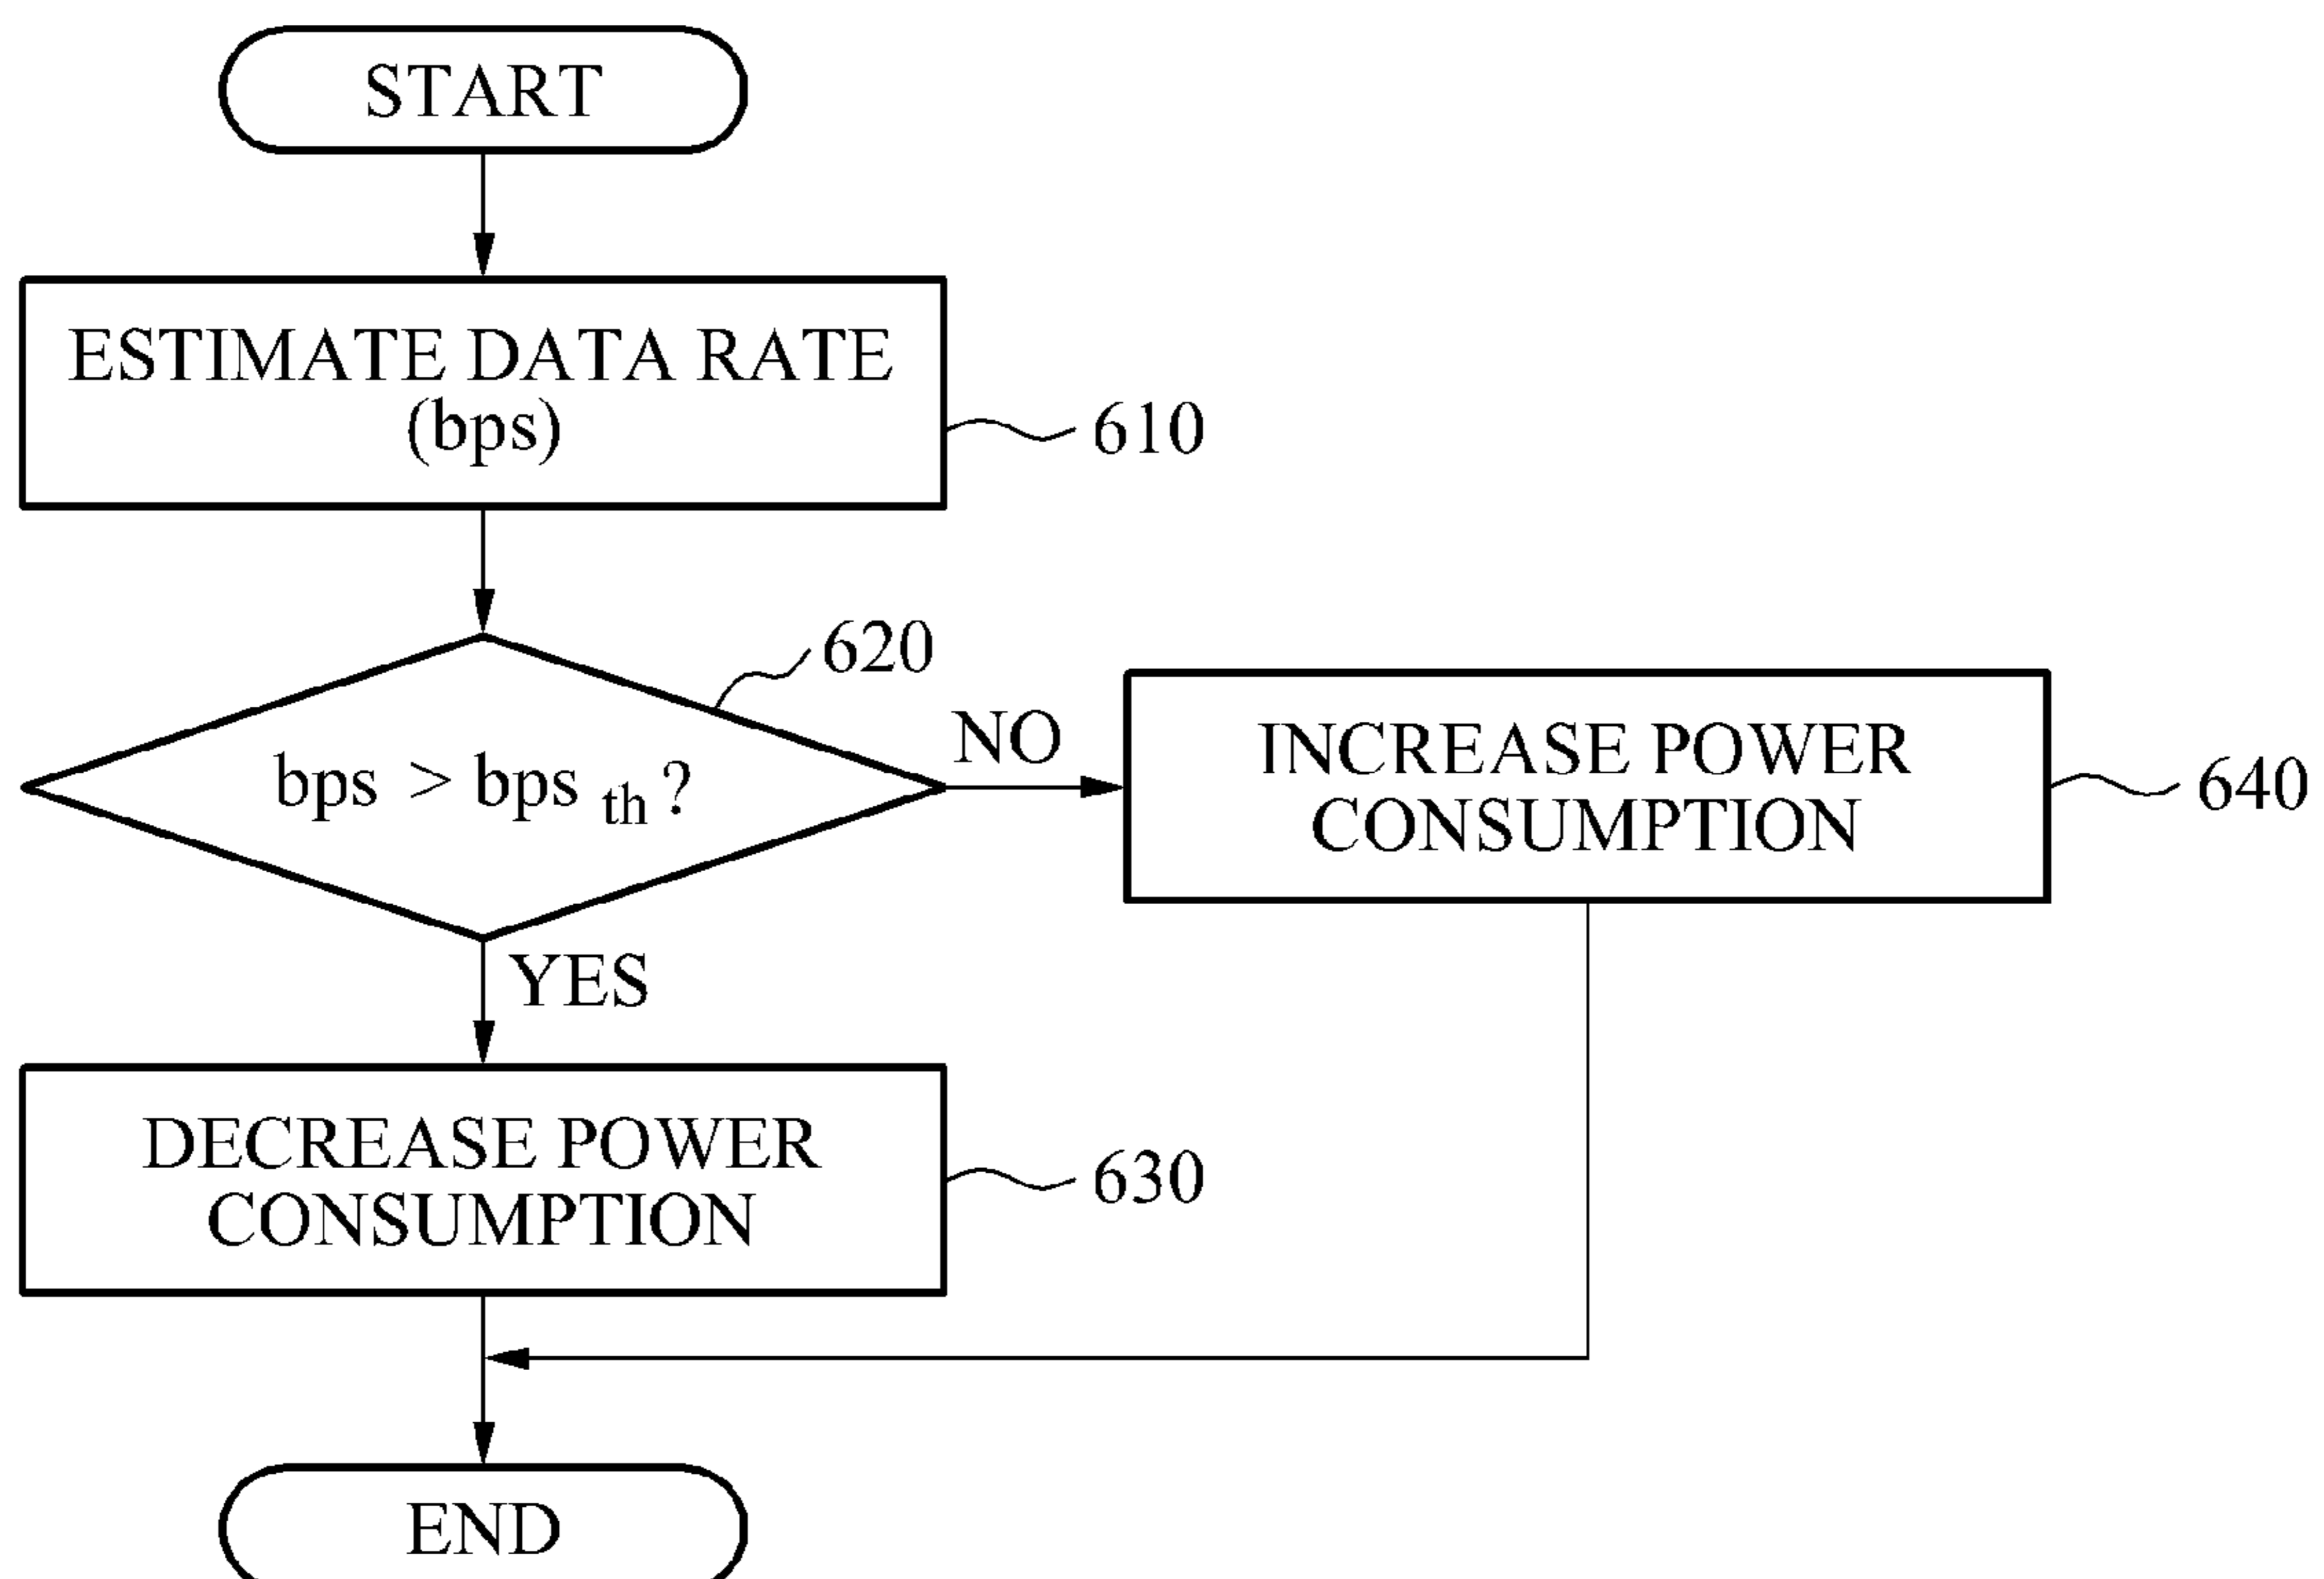 START
ESTIMATE DATA RATE
(bps)
610
620
bps > bps th ?
NO
INCREASE POWER
CONSUMPTION
640
YES
DECREASE POWER
CONSUMPTION
630
END